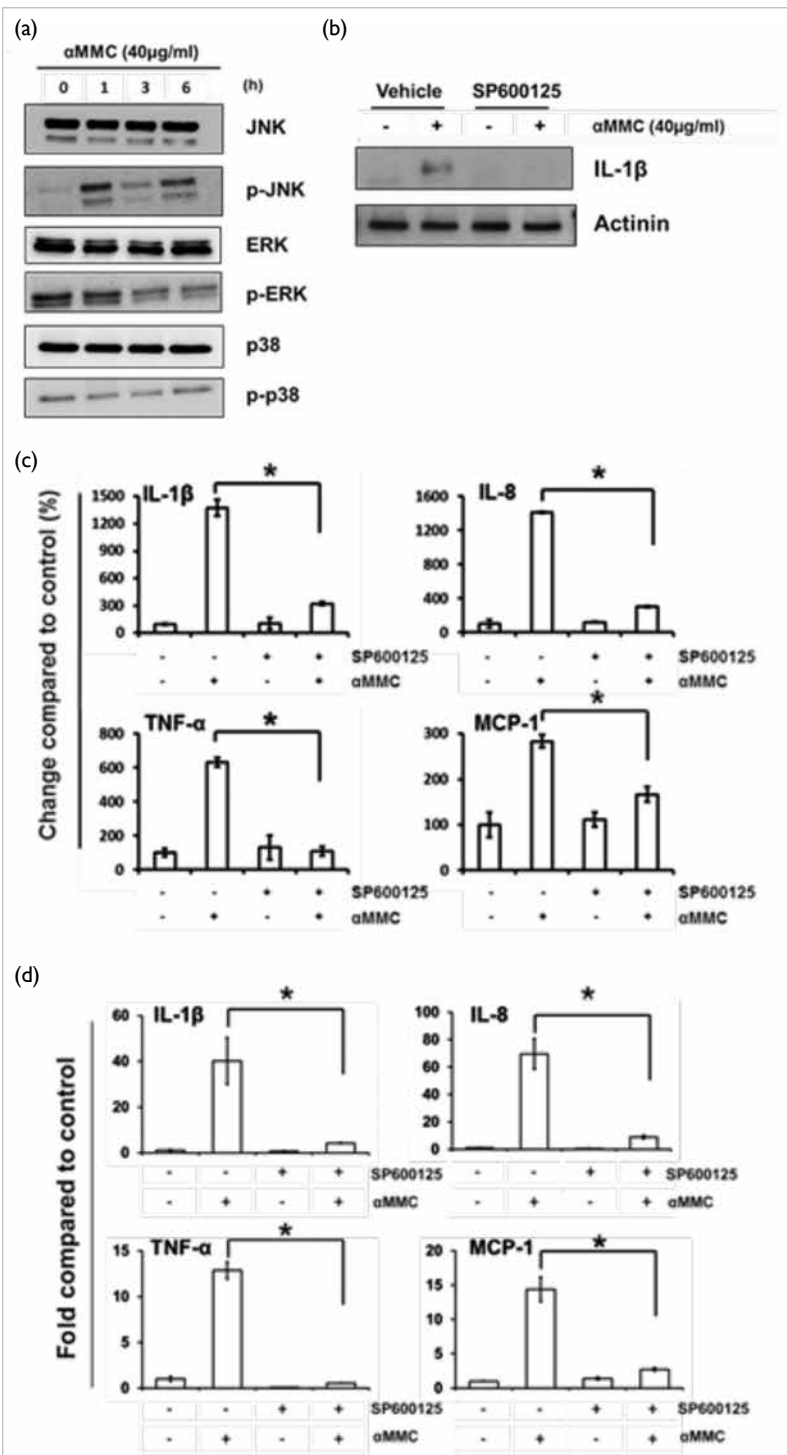 (a)
αMMC (40µg/ml)
0 1 3 6 (h)
JNK
p-JNK
ERK
p-ERK
p38
p-p38
(b)
Vehicle SP600125
- + - + αMMC (40µg/ml)
IL-1β
Actinin
(c)
Change compared to control (%)
IL-1β
*
1500
1200
900
600
300
0
- - + + SP600125
- + - + αMMC
IL-8
*
1600
1200
800
400
0
- - + + SP600125
- + - + αMMC
TNF-α
*
800
600
400
200
0
- - + + SP600125
- + - + αMMC
MCP-1
*
300
200
100
0
- - + + SP600125
- + - + αMMC
(d)
Fold compared to control
IL-1β
*
60
40
20
0
- - + + SP600125
- + - + αMMC
IL-8
*
100
80
60
40
20
0
- - + + SP600125
- + - + αMMC
TNF-α
*
15
10
5
0
- - + + SP600125
- + - + αMMC
MCP-1
*
20
15
10
5
0
- - + + SP600125
- + - + αMMC